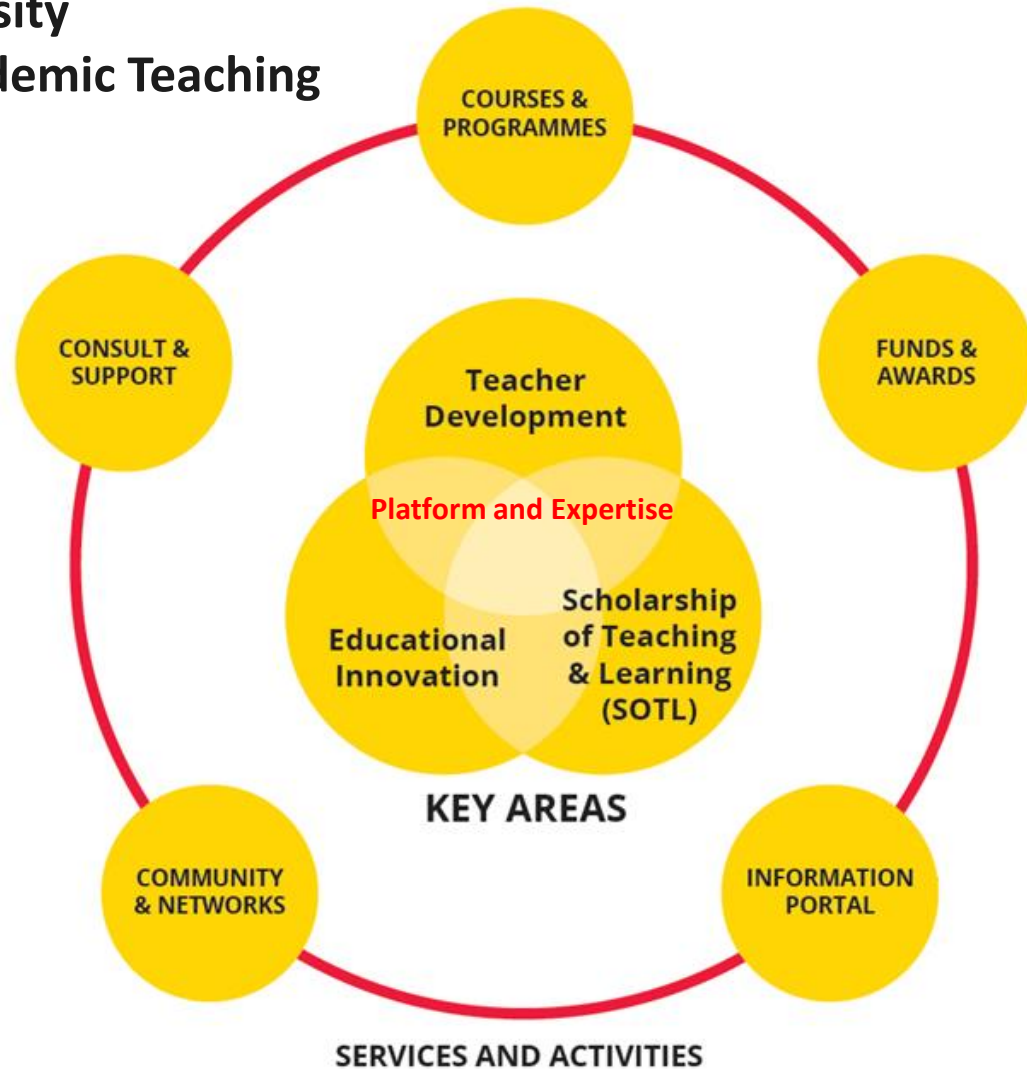 sity
demic Teaching
COURSES &
PROGRAMMES
CONSULT &
SUPPORT
FUNDS &
AWARDS
Teacher
Development
Platform and Expertise
Educational
Innovation
Scholarship
of Teaching
& Learning
(SOTL)
KEY AREAS
COMMUNITY
& NETWORKS
INFORMATION
PORTAL
SERVICES AND ACTIVITIES